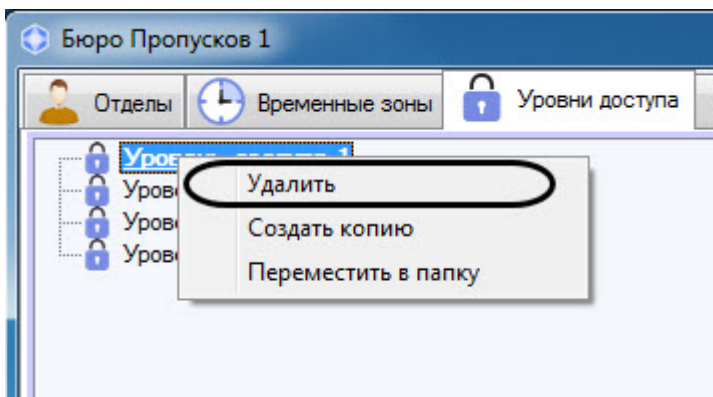 Бюро Пропусков 1
Отделы
Временные зоны
Уровни доступа
Удалить
Создать копию
Переместить в папку